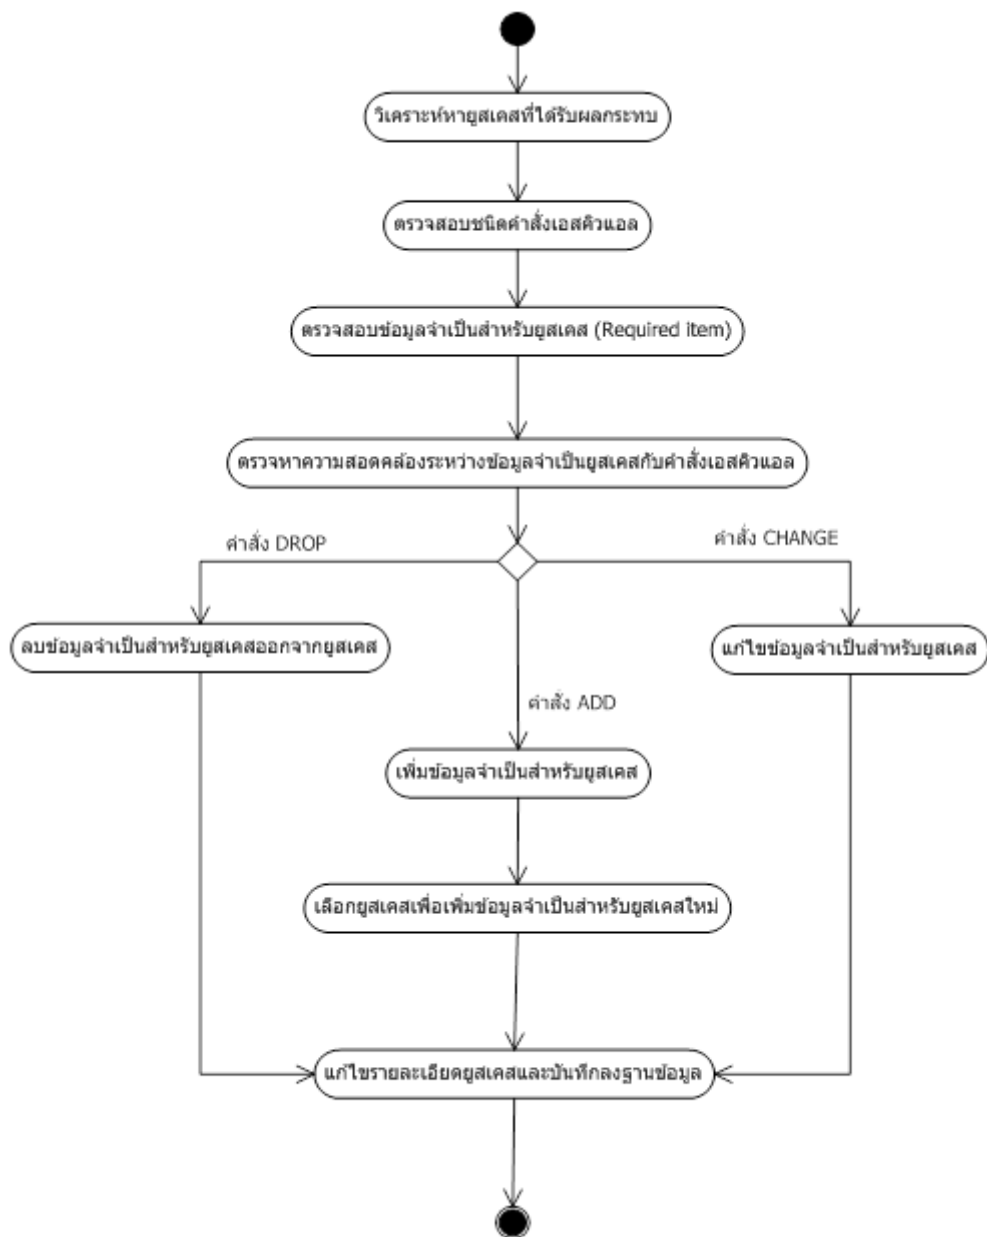 วิเคราะห์หายูสเคสที่ได้รับผลกระทบ
ตรวจสอบชนิดคำสั่งเอสคิวแอล
ตรวจสอบข้อมูลจำเป็นสำหรับยูสเคส (Required item)
ตรวจหาความสอดคล้องระหว่างข้อมูลจำเป็นยูสเคสกับคำสั่งเอสคิวแอล
คำสั่ง DROP
คำสั่ง CHANGE
ลบข้อมูลจำเป็นสำหรับยูสเคสออกจากยูสเคส
แก้ไขข้อมูลจำเป็นสำหรับยูสเคส
คำสั่ง ADD
เพิ่มข้อมูลจำเป็นสำหรับยูสเคส
เลือกยูสเคสเพื่อเพิ่มข้อมูลจำเป็นสำหรับยูสเคสใหม่
แก้ไขรายละเอียดยูสเคสและบันทึกลงฐานข้อมูล